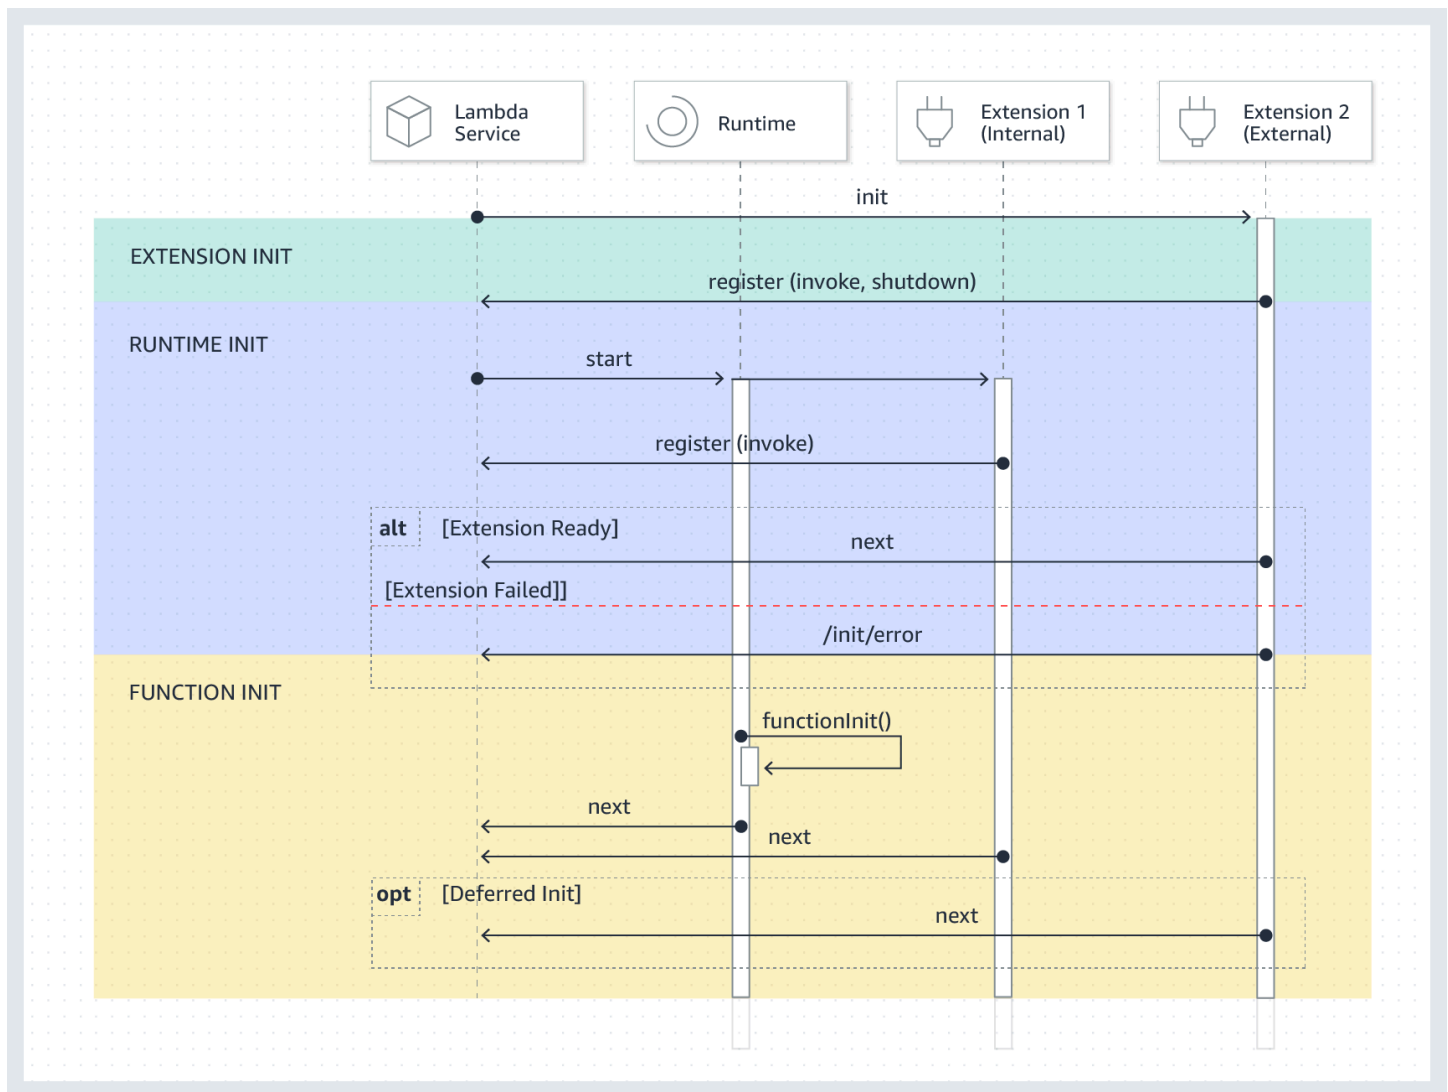 Lambda
Service
Runtime
Extension 1
(Internal)
Extension 2
(External)
init
EXTENSION INIT
register (invoke, shutdown)
RUNTIME INIT
start
register (invoke)
alt [Extension Ready]
next
[Extension Failed]]
/init/error
FUNCTION INIT
functionInit()
next
next
opt [Deferred Init]
next